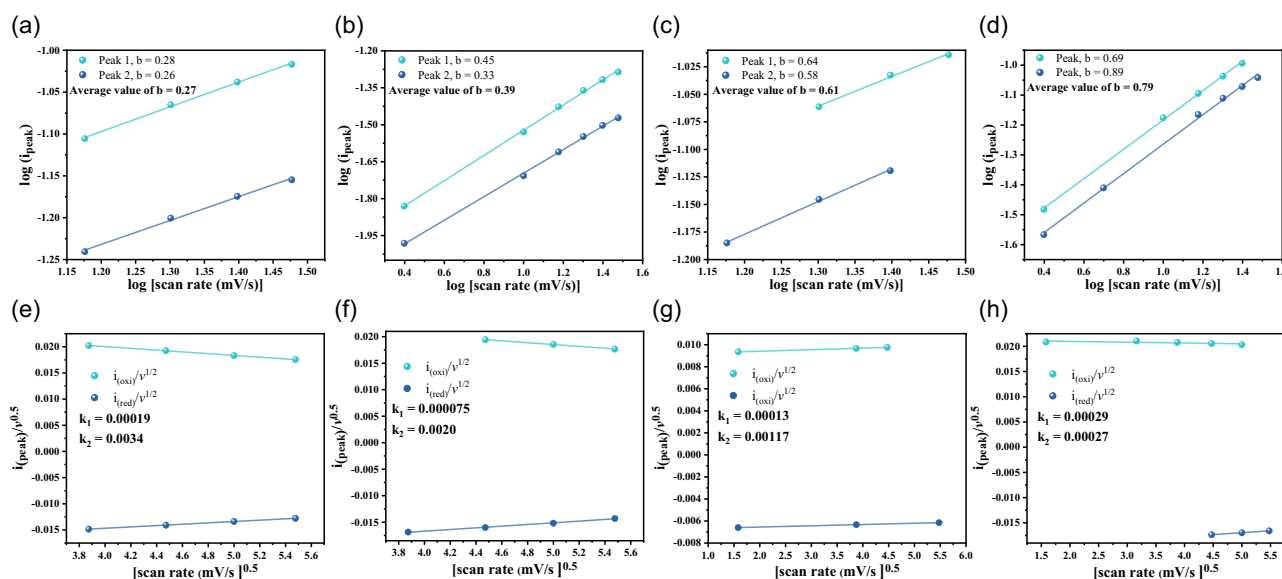 (a)
Peak 1, b = 0.28
Peak 2, b = 0.26
Average value of b = 0.27
log (i_peak)
-1.00
-1.05
-1.10
-1.15
-1.20
-1.25
1.15 1.20 1.25 1.30 1.35 1.40 1.45 1.50
log [scan rate (mV/s)]
(b)
Peak 1, b = 0.45
Peak 2, b = 0.33
Average value of b = 0.39
log (i_peak)
-1.20
-1.35
-1.50
-1.65
-1.80
-1.95
0.4 0.6 0.8 1.0 1.2 1.4 1.6
log [scan rate (mV/s)]
(c)
Peak 1, b = 0.64
Peak 2, b = 0.58
Average value of b = 0.61
log (i_peak)
-1.025
-1.050
-1.075
-1.100
-1.125
-1.150
-1.175
-1.200
1.15 1.20 1.25 1.30 1.35 1.40 1.45 1.50
log [scan rate (mV/s)]
(d)
Peak, b = 0.69
Peak, b = 0.89
Average value of b = 0.79
log (i_peak)
-1.0
-1.1
-1.2
-1.3
-1.4
-1.5
-1.6
0.4 0.6 0.8 1.0 1.2 1.4
log [scan rate (mV/s)]
(e)
i(oxi)/v^1/2
i(red)/v^1/2
k1 = 0.00019
k2 = 0.0034
i(peak)/v^0.5
0.020
0.015
0.010
0.005
0.000
-0.005
-0.010
-0.015
3.8 4.0 4.2 4.4 4.6 4.8 5.0 5.2 5.4 5.6
[scan rate (mV/s)]^0.5
(f)
i(oxi)/v^1/2
i(red)/v^1/2
k1 = 0.000075
k2 = 0.0020
i(peak)/v^0.5
0.020
0.015
0.010
0.005
0.000
-0.005
-0.010
-0.015
3.8 4.0 4.2 4.4 4.6 4.8 5.0 5.2 5.4 5.6
[scan rate (mV/s)]^0.5
(g)
i(oxi)/v^1/2
i(oxi)/v^1/2
k1 = 0.00013
k2 = 0.00117
i(peak)/v^0.5
0.010
0.008
0.006
0.004
0.002
0.000
-0.002
-0.004
-0.006
-0.008
1.0 1.5 2.0 2.5 3.0 3.5 4.0 4.5 5.0 5.5 6.0
[scan rate (mV/s)]^0.5
(h)
i(oxi)/v^1/2
i(red)/v^1/2
k1 = 0.00029
k2 = 0.00027
i(peak)/v^0.5
0.020
0.015
0.010
0.005
0.000
-0.005
-0.010
-0.015
1.5 2.0 2.5 3.0 3.5 4.0 4.5 5.0 5.5
[scan rate (mV/s)]^0.5